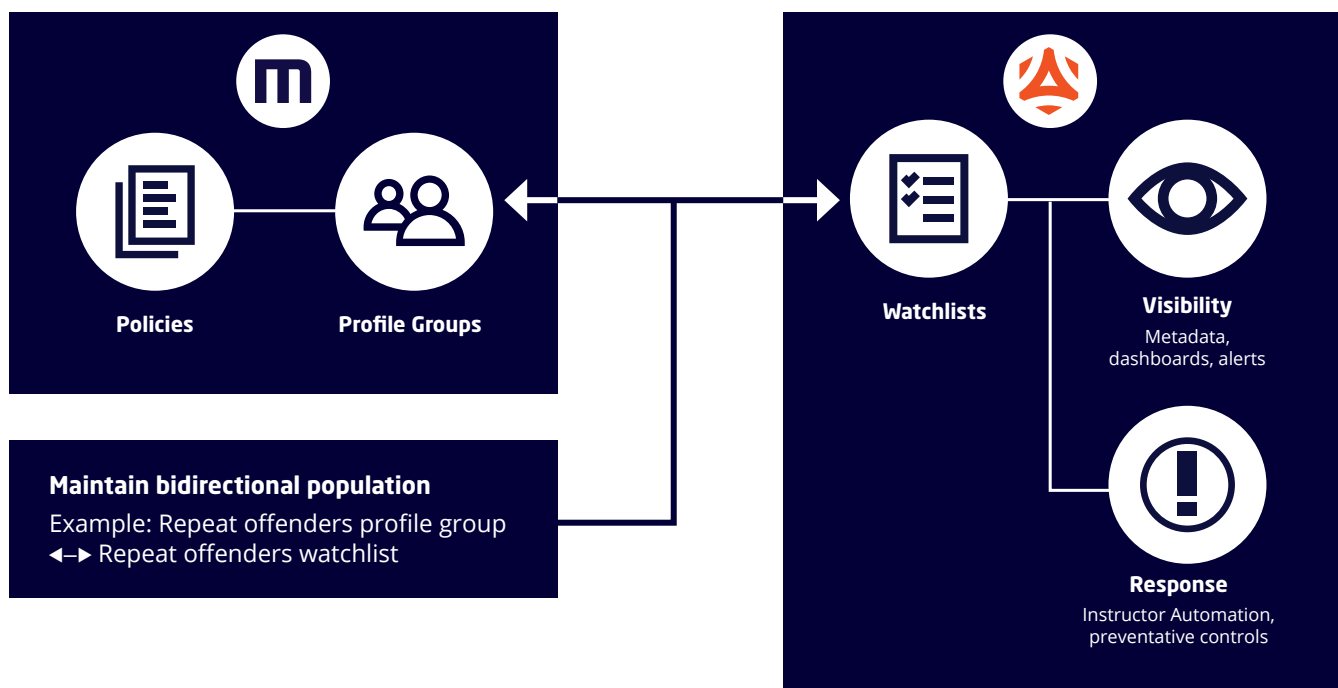 m
Policies
Profile Groups
Maintain bidirectional population
Example: Repeat offenders profile group
◄–► Repeat offenders watchlist
Watchlists
Visibility
Metadata,
dashboards, alerts
Response
Instructor Automation,
preventative controls